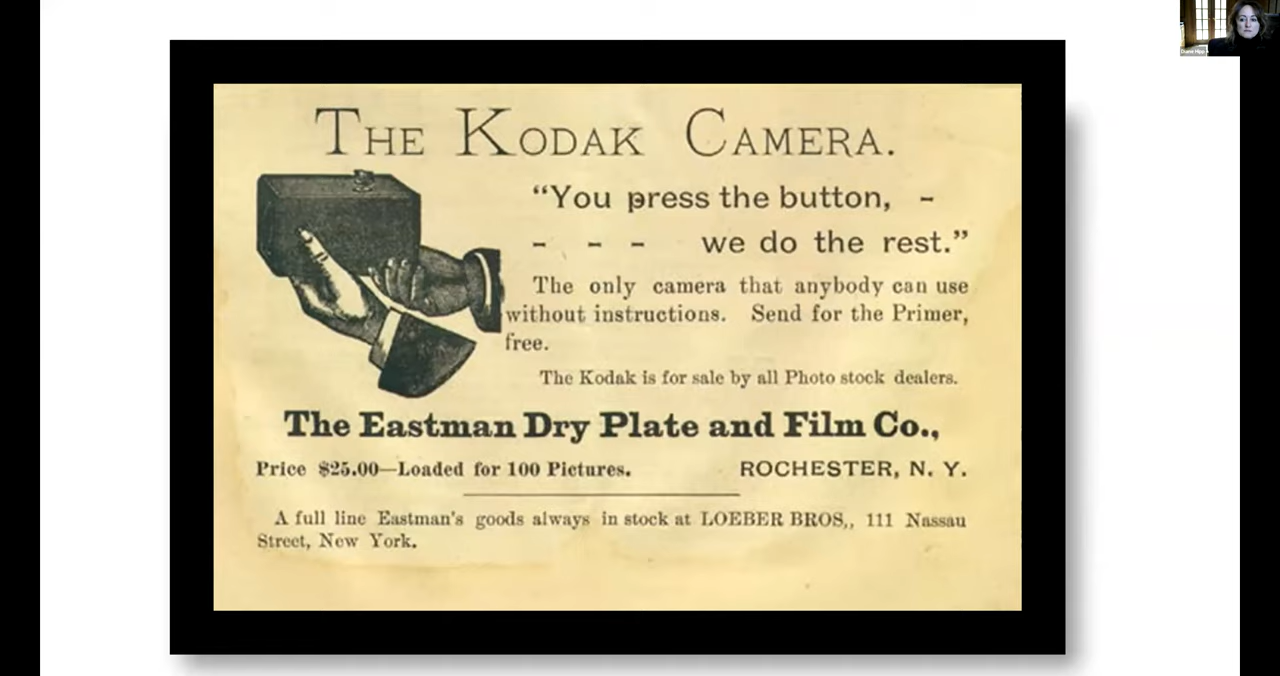 THE KODAK CAMERA.
“You press the button, -
- - - we do the rest.”
The only camera that anybody can use
without instructions. Send for the Primer,
free.
The Kodak is for sale by all Photo stock dealers.
The Eastman Dry Plate and Film Co.,
Price $25.00—Loaded for 100 Pictures. ROCHESTER, N. Y.
A full line Eastman's goods always in stock at LOEBER BROS,, 111 Nassau
Street, New York.